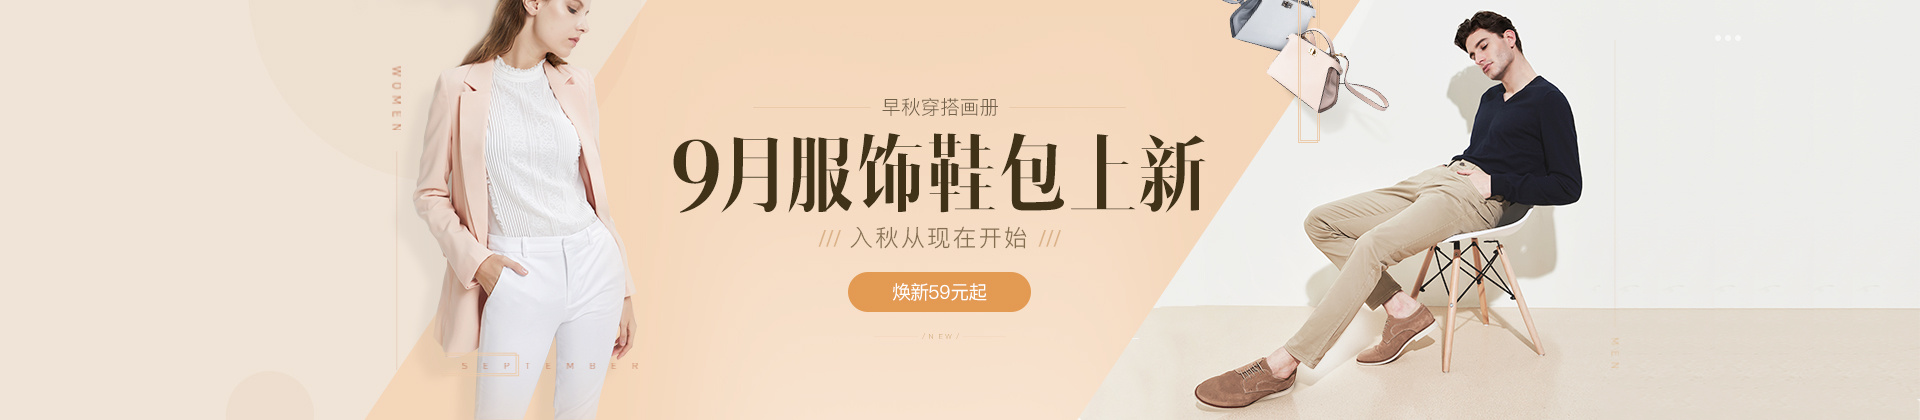 WOMEN
早秋穿搭画册
9月服饰鞋包上新
/// 入秋从现在开始 ///
焕新59元起
/NEW/
SEPTEMBER
MEN